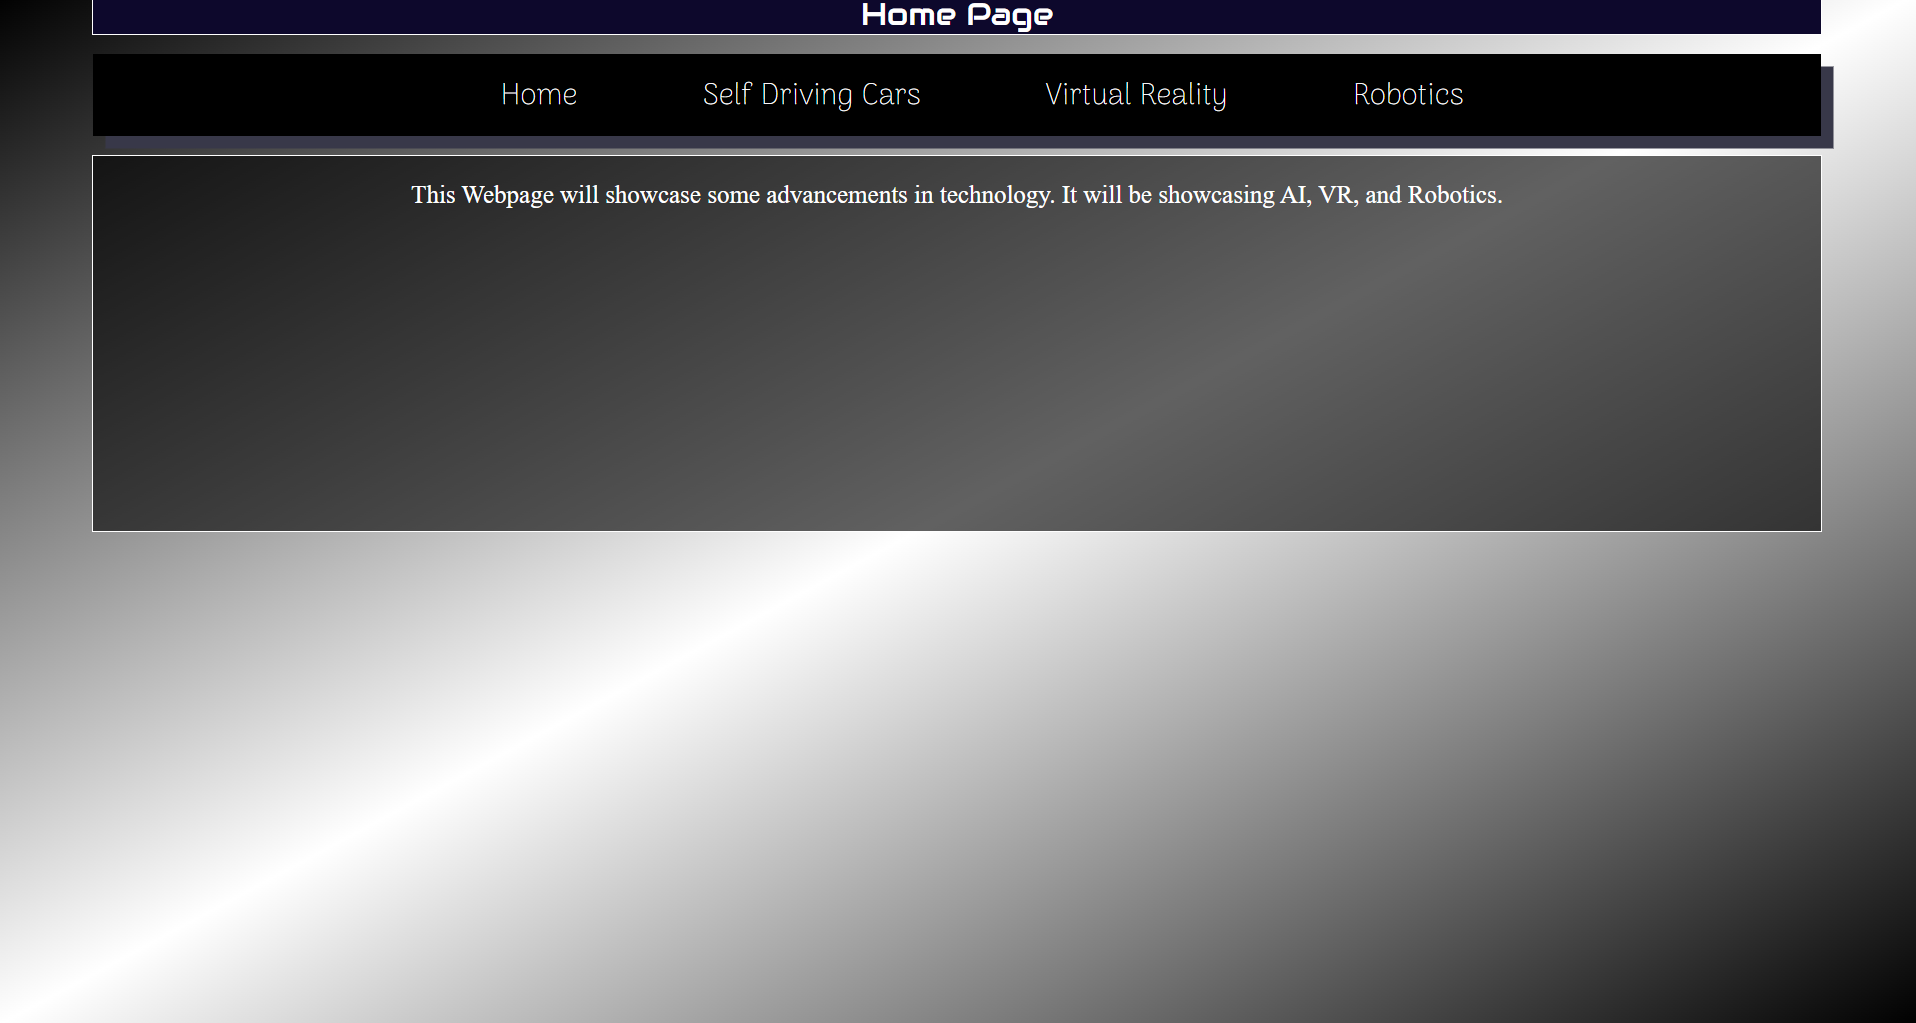 Home Page
Home Self Driving Cars Virtual Reality Robotics
This Webpage will showcase some advancements in technology. It will be showcasing AI, VR, and Robotics.